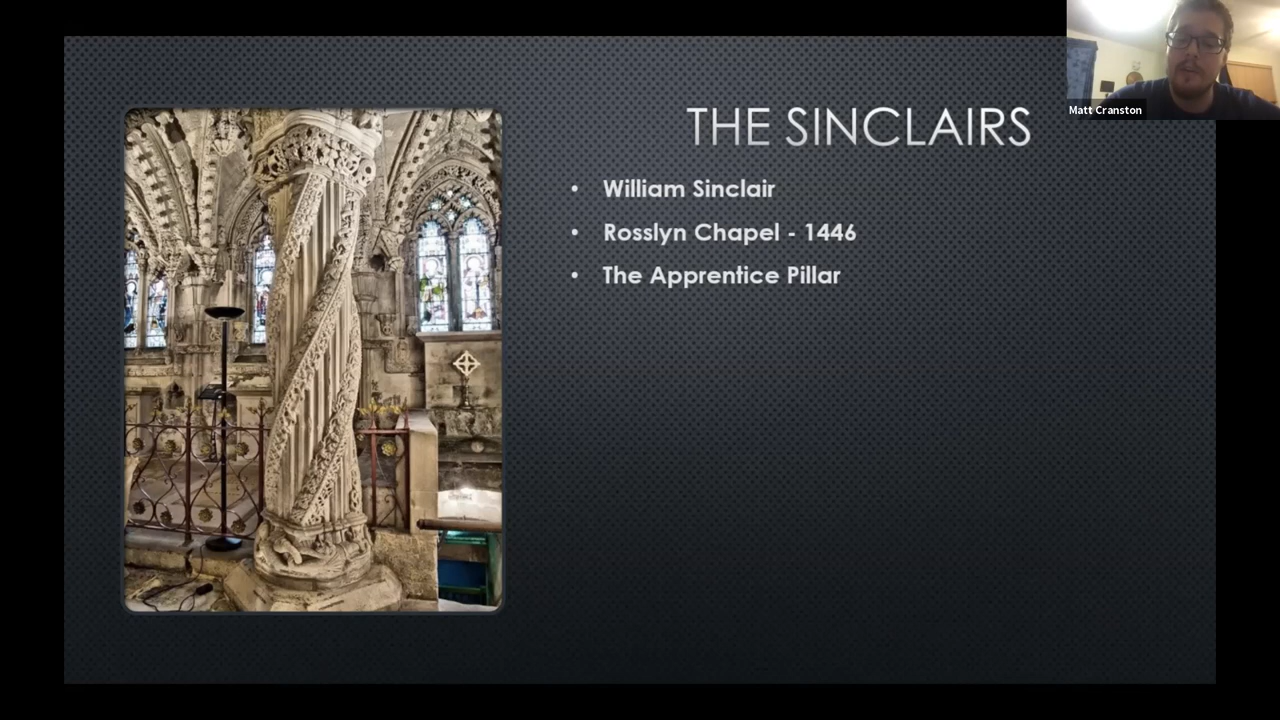 THE SINCLAIRS
• William Sinclair
• Rosslyn Chapel - 1446
• The Apprentice Pillar
Matt Cranston